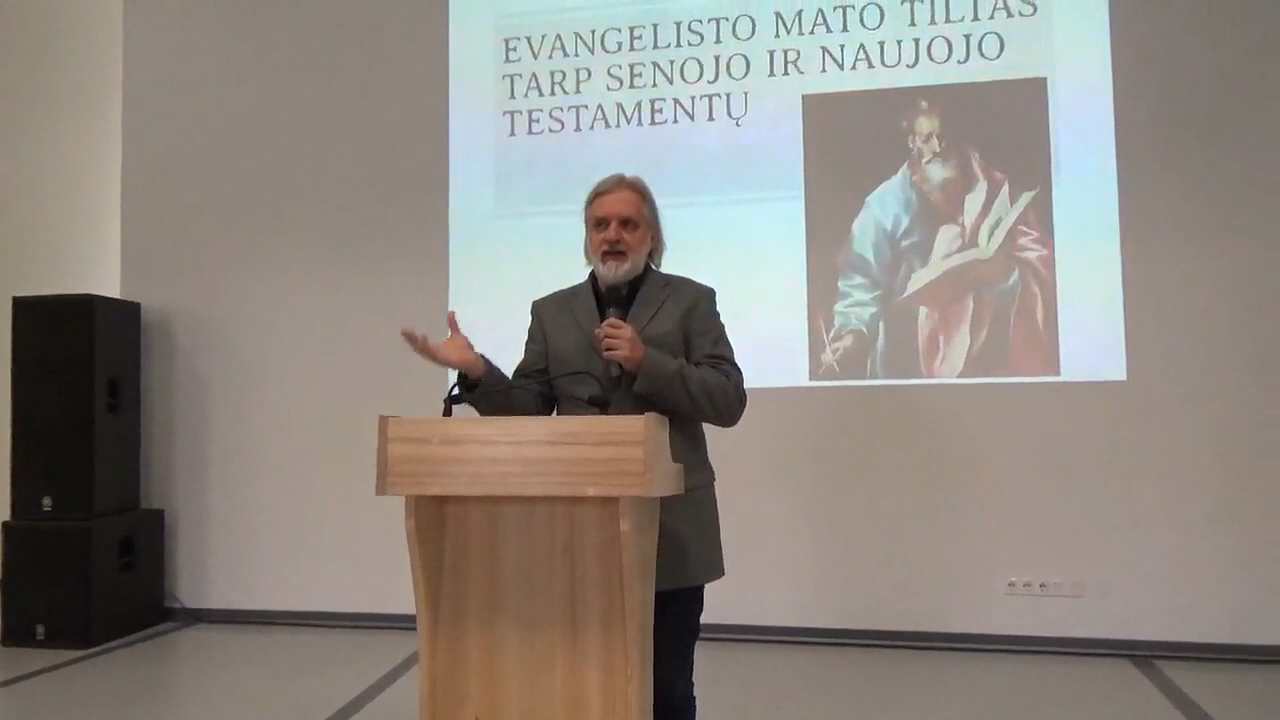 EVANGELISTO MATO TILTAS
TARP SENOJO IR NAUJOJO
TESTAMENTŲ